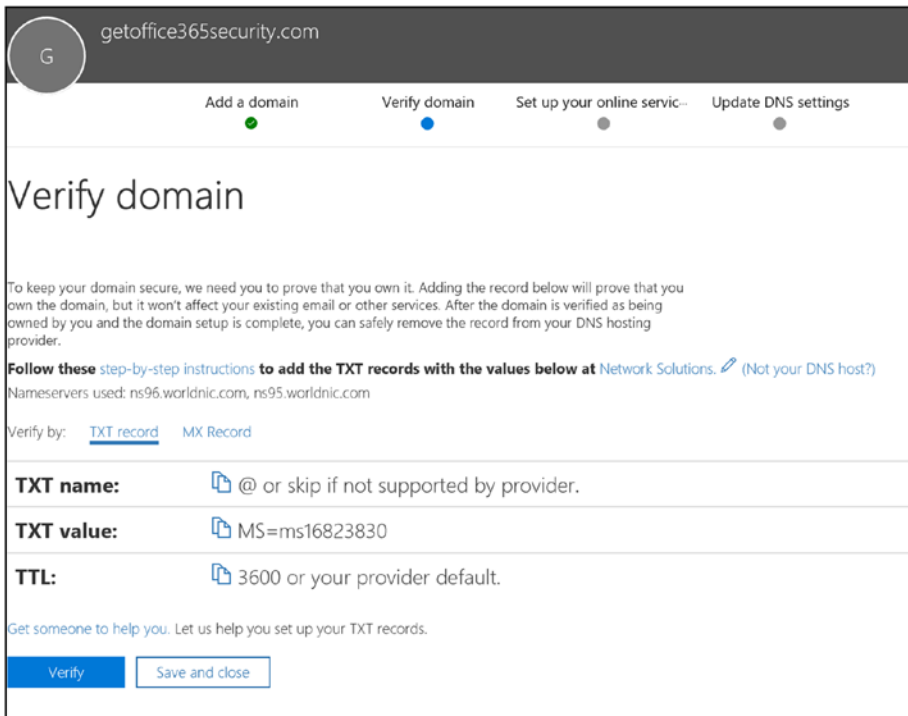 G
getoffice365security.com
Add a domain
Verify domain
Set up your online servic...
Update DNS settings
Verify domain
To keep your domain secure, we need you to prove that you own it. Adding the record below will prove that you
own the domain, but it won't affect your existing email or other services. After the domain is verified as being
owned by you and the domain setup is complete, you can safely remove the record from your DNS hosting
provider.
Follow these step-by-step instructions to add the TXT records with the values below at Network Solutions. (Not your DNS host?)
Nameservers used: ns96.worldnic.com, ns95.worldnic.com
Verify by: TXT record MX Record
TXT name: @ or skip if not supported by provider.
TXT value: MS=ms16823830
TTL: 3600 or your provider default.
Get someone to help you. Let us help you set up your TXT records.
Verify Save and close